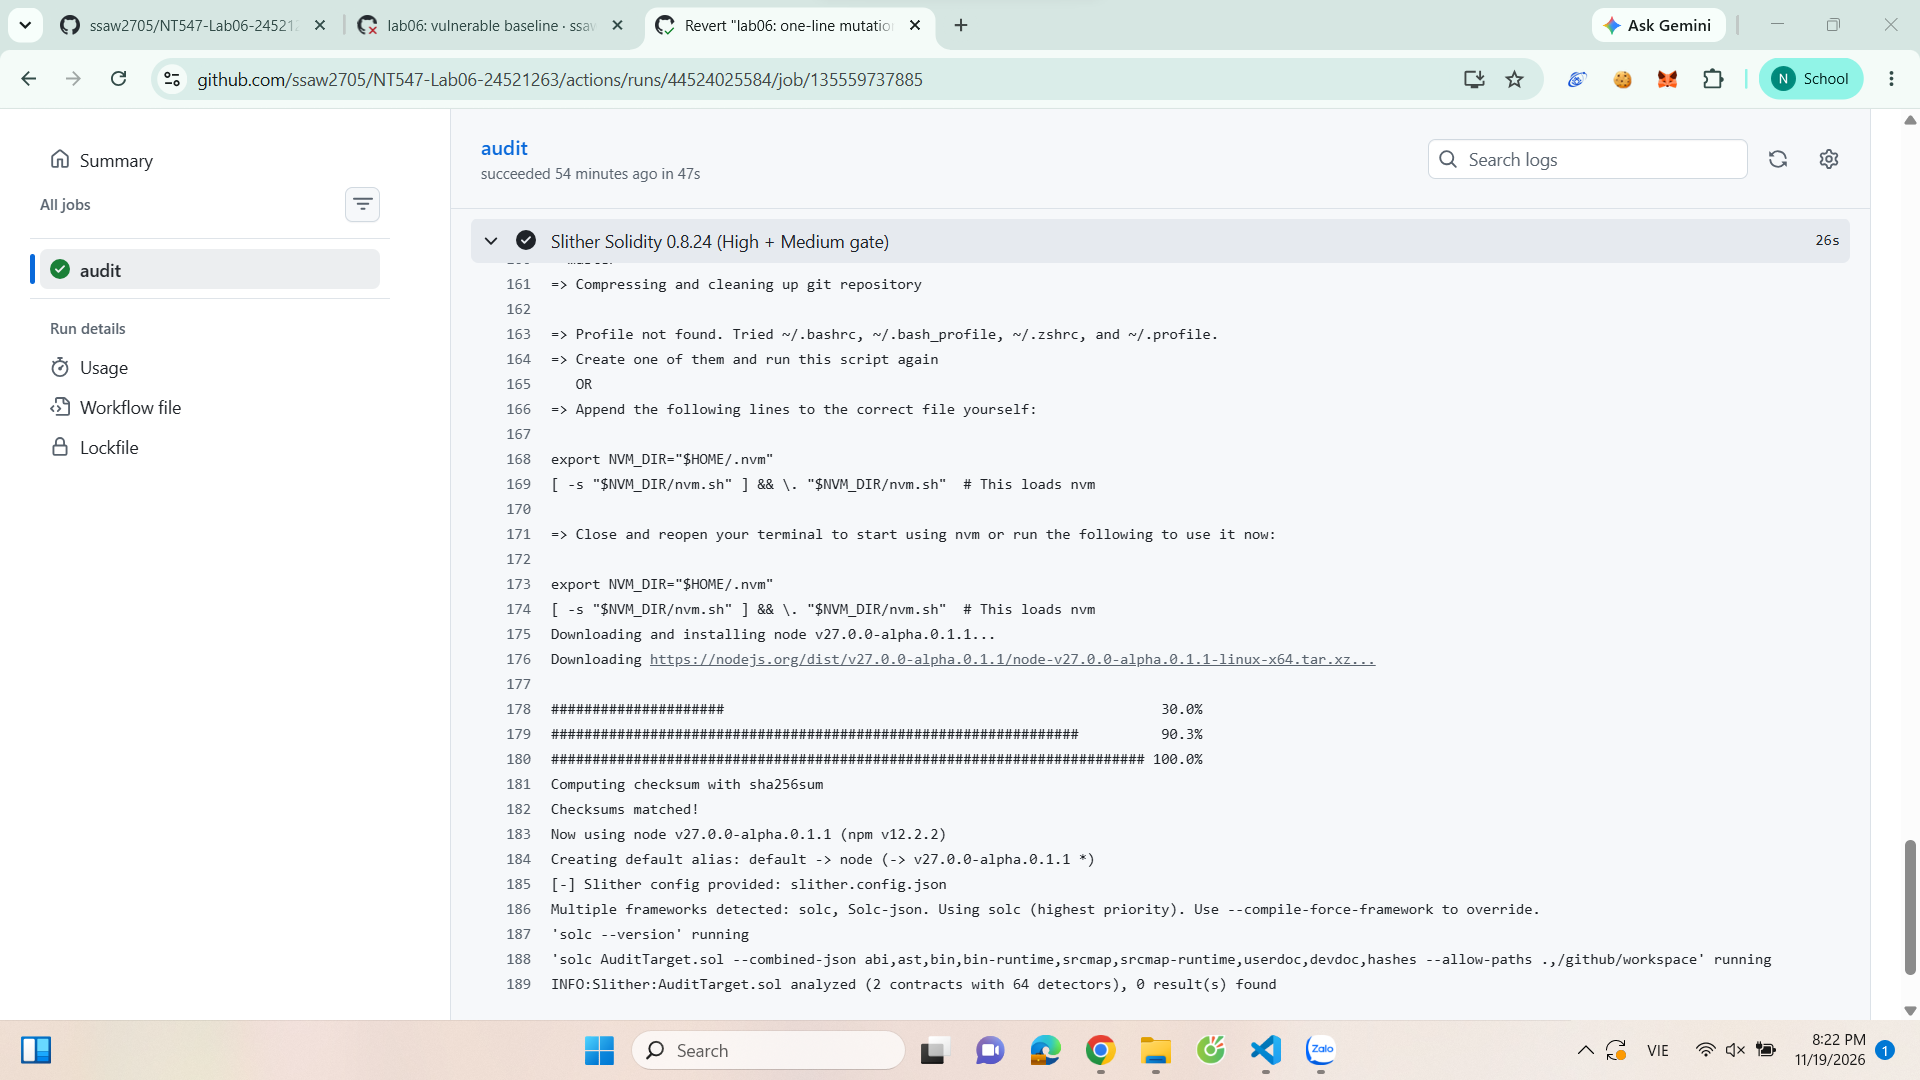 ssaw2705/NT547-Lab06-24521
lab06: vulnerable baseline · ssaw
Revert "lab06: one-line mutatio
Ask Gemini
github.com/ssaw2705/NT547-Lab06-24521263/actions/runs/44524025584/job/135559737885
N School
Summary
All jobs
audit
Run details
Usage
Workflow file
Lockfile
audit
succeeded 54 minutes ago in 47s
Search logs
Slither Solidity 0.8.24 (High + Medium gate)
26s
161 => Compressing and cleaning up git repository
162
163 => Profile not found. Tried ~/.bashrc, ~/.bash_profile, ~/.zshrc, and ~/.profile.
164 => Create one of them and run this script again
165 OR
166 => Append the following lines to the correct file yourself:
167
168 export NVM_DIR="$HOME/.nvm"
169 [ -s "$NVM_DIR/nvm.sh" ] && \. "$NVM_DIR/nvm.sh"  # This loads nvm
170
171 => Close and reopen your terminal to start using nvm or run the following to use it now:
172
173 export NVM_DIR="$HOME/.nvm"
174 [ -s "$NVM_DIR/nvm.sh" ] && \. "$NVM_DIR/nvm.sh"  # This loads nvm
175 Downloading and installing node v27.0.0-alpha.0.1.1...
176 Downloading https://nodejs.org/dist/v27.0.0-alpha.0.1.1/node-v27.0.0-alpha.0.1.1-linux-x64.tar.xz...
177
178 ##################### 30.0%
179 ################################################################ 90.3%
180 ######################################################################## 100.0%
181 Computing checksum with sha256sum
182 Checksums matched!
183 Now using node v27.0.0-alpha.0.1.1 (npm v12.2.2)
184 Creating default alias: default -> node (-> v27.0.0-alpha.0.1.1 *)
185 [-] Slither config provided: slither.config.json
186 Multiple frameworks detected: solc, Solc-json. Using solc (highest priority). Use --compile-force-framework to override.
187 'solc --version' running
188 'solc AuditTarget.sol --combined-json abi,ast,bin,bin-runtime,srcmap,srcmap-runtime,userdoc,devdoc,hashes --allow-paths .,/github/workspace' running
189 INFO:Slither:AuditTarget.sol analyzed (2 contracts with 64 detectors), 0 result(s) found
Search
Zalo
VIE
8:22 PM
11/19/2026
1